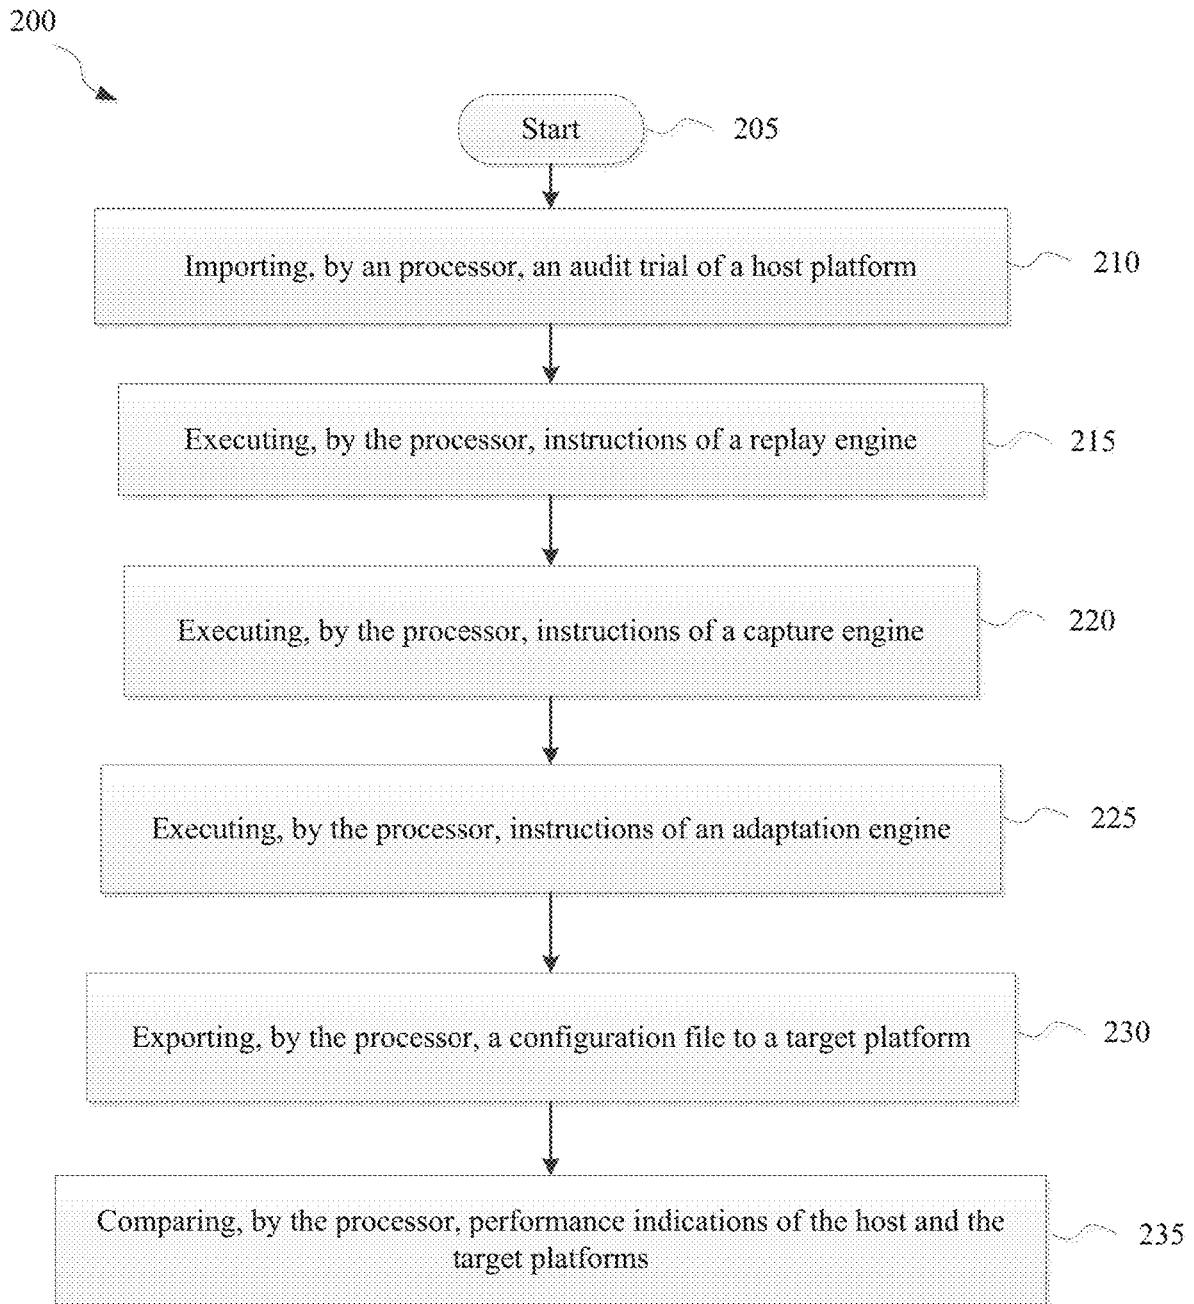 200
Start
205
Importing, by an processor, an audit trial of a host platform
210
Executing, by the processor, instructions of a replay engine
215
Executing, by the processor, instructions of a capture engine
220
Executing, by the processor, instructions of an adaptation engine
225
Exporting, by the processor, a configuration file to a target platform
230
Comparing, by the processor, performance indications of the host and the
target platforms
235